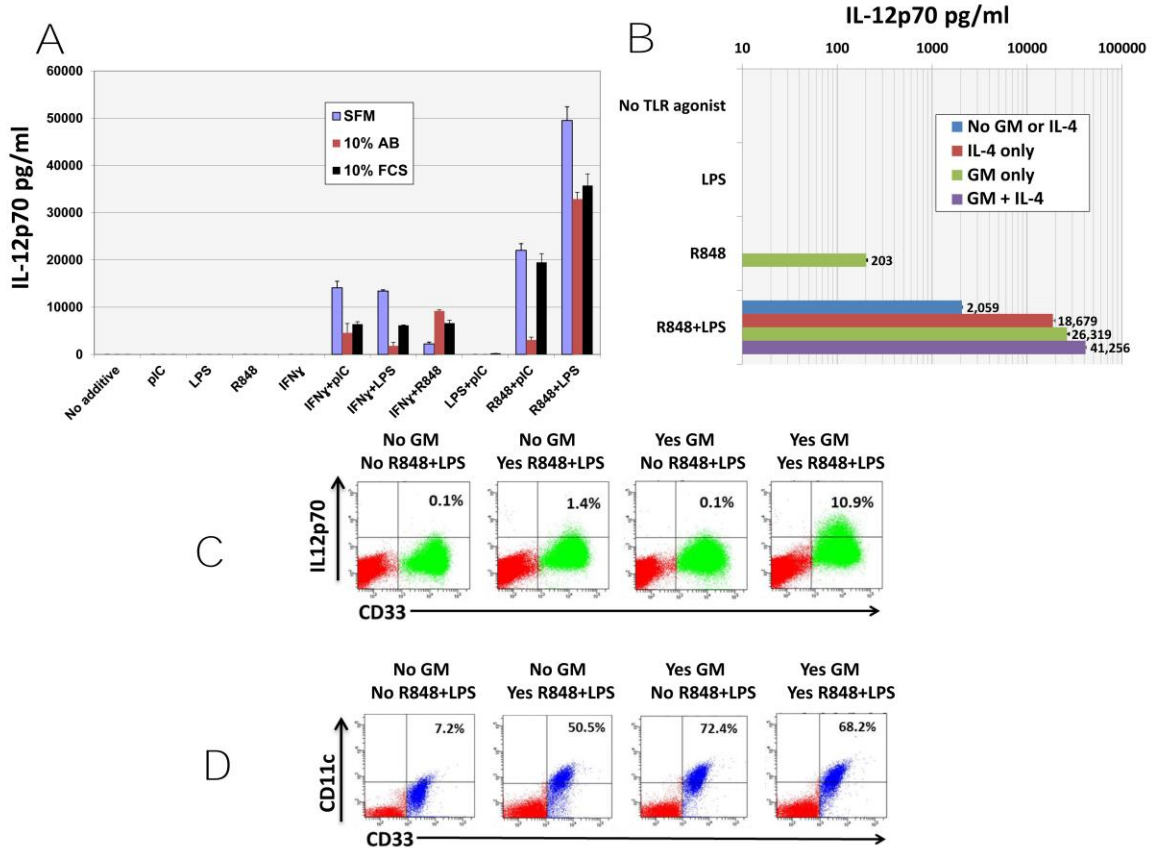 A
IL-12p70 pg/ml
60000
50000
40000
30000
20000
10000
0
SFM
10% AB
10% FCS
No additive
pIC
LPS
R848
IFNɣ
IFNɣ+pIC
IFNɣ+LPS
IFNɣ+R848
LPS+pIC
R848+pIC
R848+LPS
B
IL-12p70 pg/ml
10 100 1000 10000 100000
No TLR agonist
LPS
R848
R848+LPS
No GM or IL-4
IL-4 only
GM only
GM + IL-4
203
2,059
18,679
26,319
41,256
C
No GM No GM Yes GM Yes GM
No R848+LPS Yes R848+LPS No R848+LPS Yes R848+LPS
IL12p70
0.1% 1.4% 0.1% 10.9%
CD33
D
No GM No GM Yes GM Yes GM
No R848+LPS Yes R848+LPS No R848+LPS Yes R848+LPS
CD11c
7.2% 50.5% 72.4% 68.2%
CD33